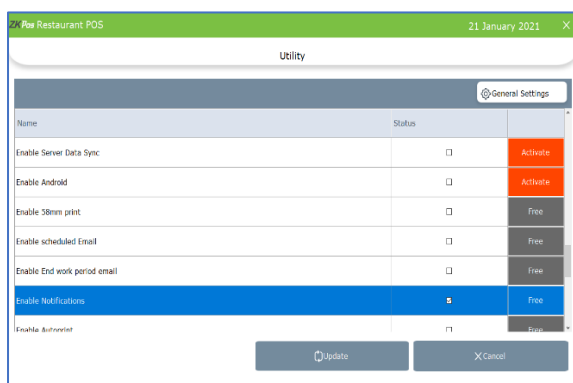 ZKPos Restaurant POS 21 January 2021 X
Utility
General Settings
Name Status
Enable Server Data Sync Activate
Enable Android Activate
Enable 58mm print Free
Enable scheduled Email Free
Enable End work period email Free
Enable Notifications Free
Enable Autoprint Free
Update X Cancel